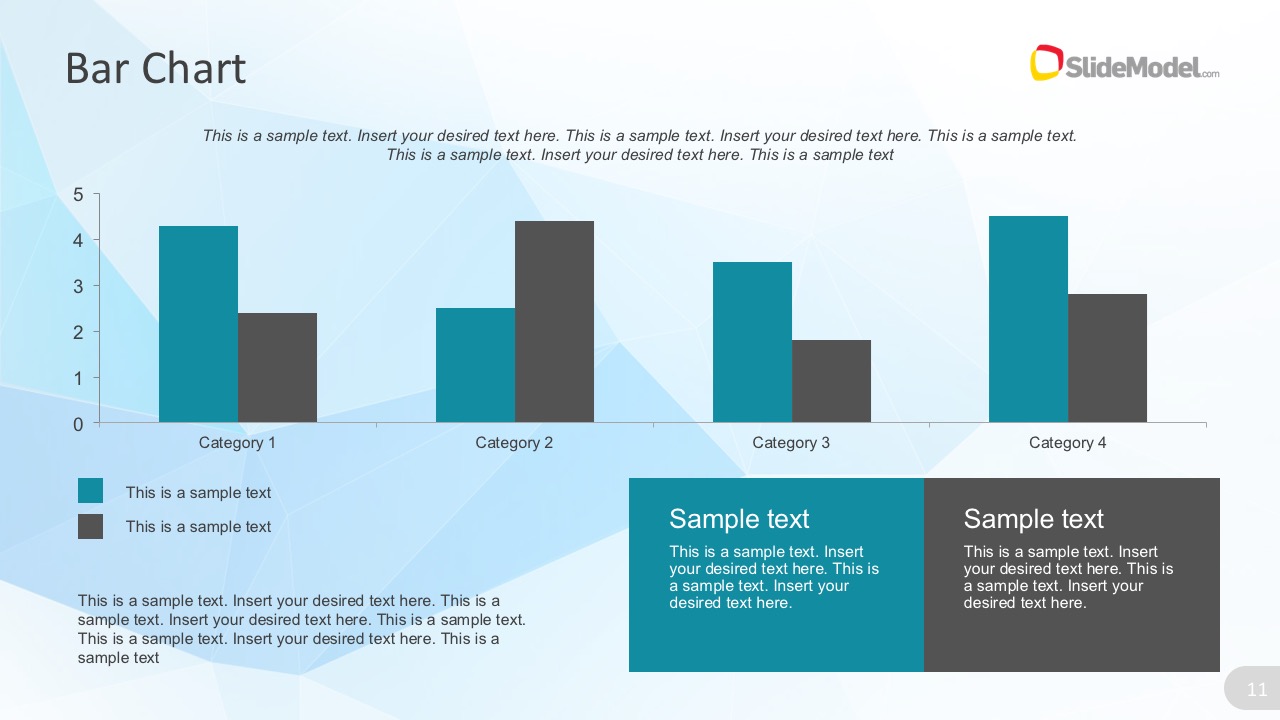 Bar Chart
SlideModel.com
This is a sample text. Insert your desired text here. This is a sample text. Insert your desired text here. This is a sample text.
This is a sample text. Insert your desired text here. This is a sample text
5
4
3
2
1
0
Category 1
Category 2
Category 3
Category 4
This is a sample text
This is a sample text
This is a sample text. Insert your desired text here. This is a
sample text. Insert your desired text here. This is a sample text.
This is a sample text. Insert your desired text here. This is a
sample text
Sample text
This is a sample text. Insert
your desired text here. This is
a sample text. Insert your
desired text here.
Sample text
This is a sample text. Insert
your desired text here. This is
a sample text. Insert your
desired text here.
11